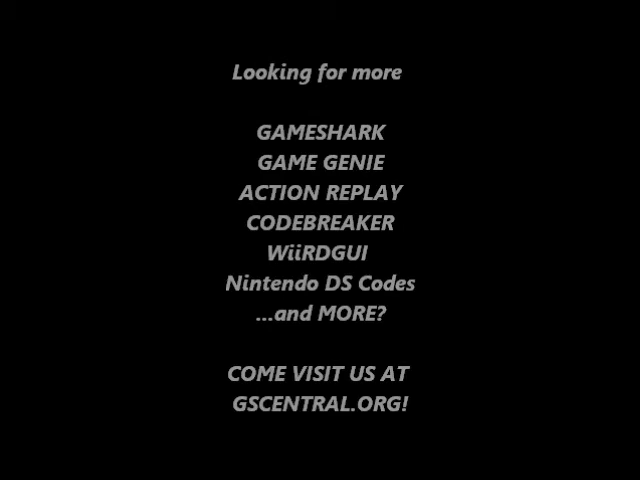 Looking for more
GAMESHARK
GAME GENIE
ACTION REPLAY
CODEBREAKER
WiiRDGUI
Nintendo DS Codes
...and MORE?
COME VISIT US AT
GSCENTRAL.ORG!